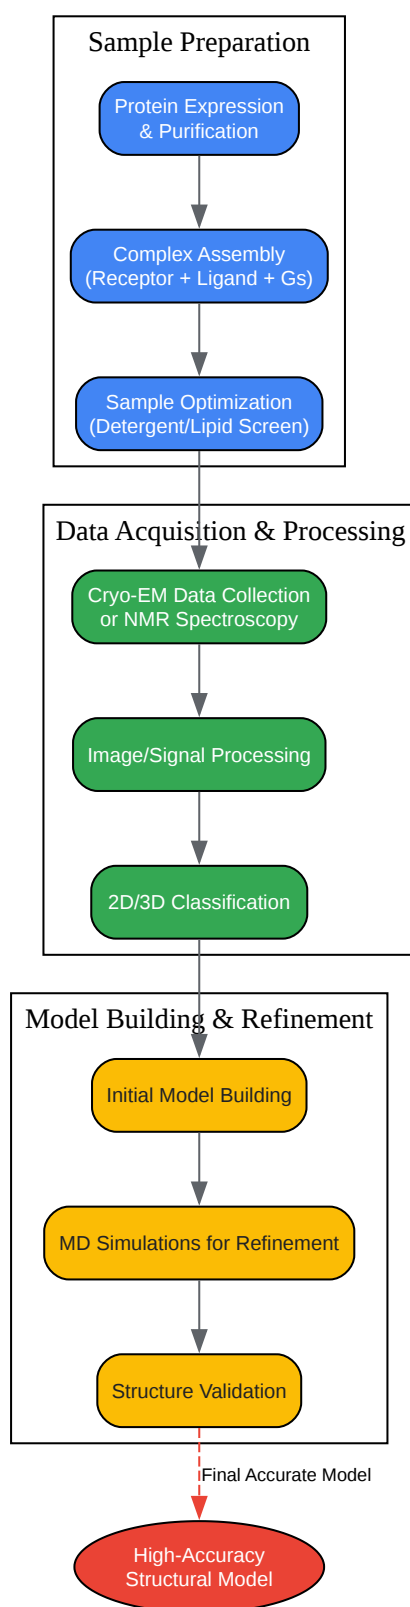 Sample Preparation
Protein Expression
& Purification
Complex Assembly
(Receptor + Ligand + Gs)
Sample Optimization
(Detergent/Lipid Screen)
Data Acquisition & Processing
Cryo-EM Data Collection
or NMR Spectroscopy
Image/Signal Processing
2D/3D Classification
Model Building & Refinement
Initial Model Building
MD Simulations for Refinement
Structure Validation
Final Accurate Model
High-Accuracy
Structural Model